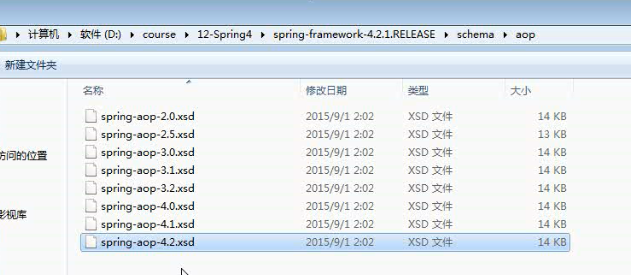 计算机 软件 (D:) course 12-Spring4 spring-framework-4.2.1.RELEASE schema aop
新建文件夹
名称 修改日期 类型 大小
spring-aop-2.0.xsd 2015/9/1 2:02 XSD 文件 14 KB
spring-aop-2.5.xsd 2015/9/1 2:02 XSD 文件 13 KB
spring-aop-3.0.xsd 2015/9/1 2:02 XSD 文件 14 KB
访问的位置
spring-aop-3.1.xsd 2015/9/1 2:02 XSD 文件 14 KB
spring-aop-3.2.xsd 2015/9/1 2:02 XSD 文件 14 KB
spring-aop-4.0.xsd 2015/9/1 2:02 XSD 文件 14 KB
影视库
spring-aop-4.1.xsd 2015/9/1 2:02 XSD 文件 14 KB
spring-aop-4.2.xsd 2015/9/1 2:02 XSD 文件 14 KB